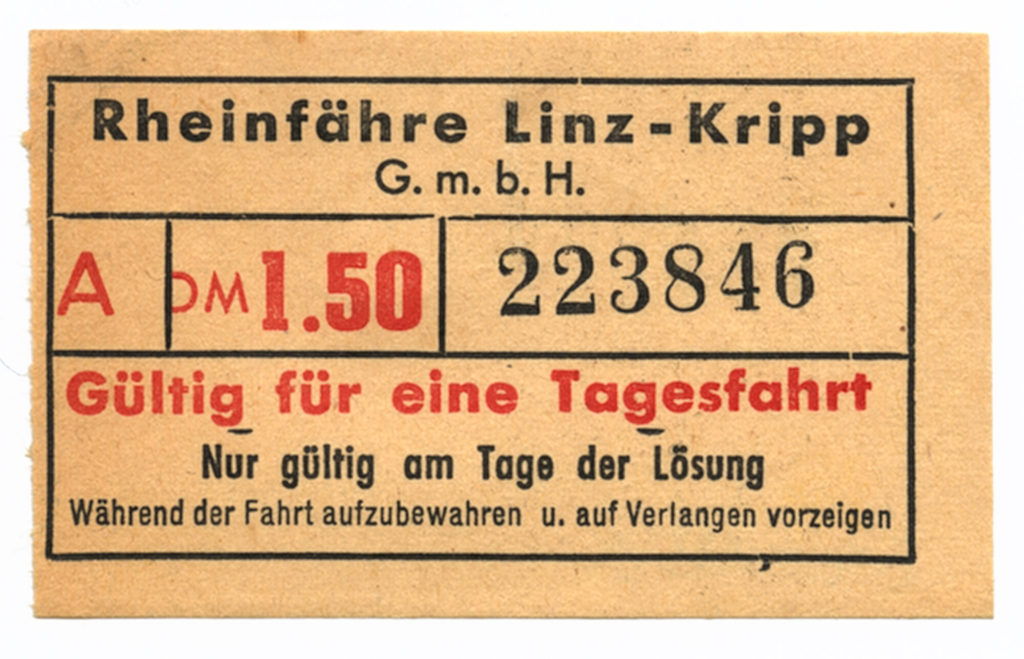 Rheinfähre Linz-Kripp
G. m. b. H.
A DM 1.50 223846
Gültig für eine Tagesfahrt
Nur gültig am Tage der Lösung
Während der Fahrt aufzubewahren u. auf Verlangen vorzeigen